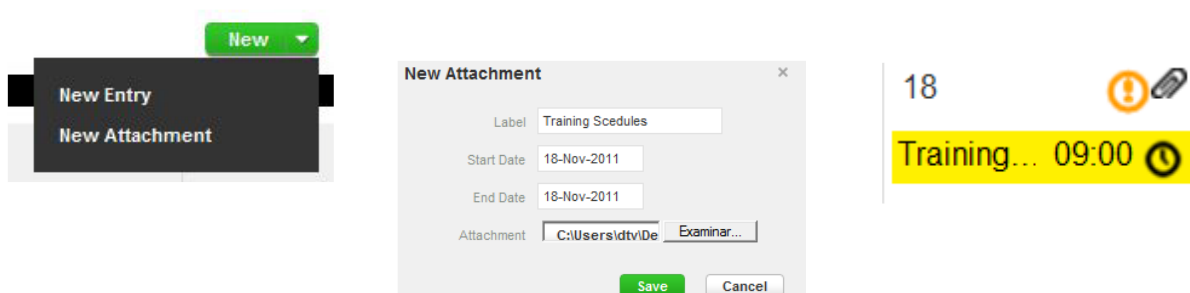 New
New Entry
New Attachment
New Attachment ×
Label Training Scedules
Start Date 18-Nov-2011
End Date 18-Nov-2011
Attachment C:\Users\dtv\De Examinar...
Save Cancel
18
Training... 09:00